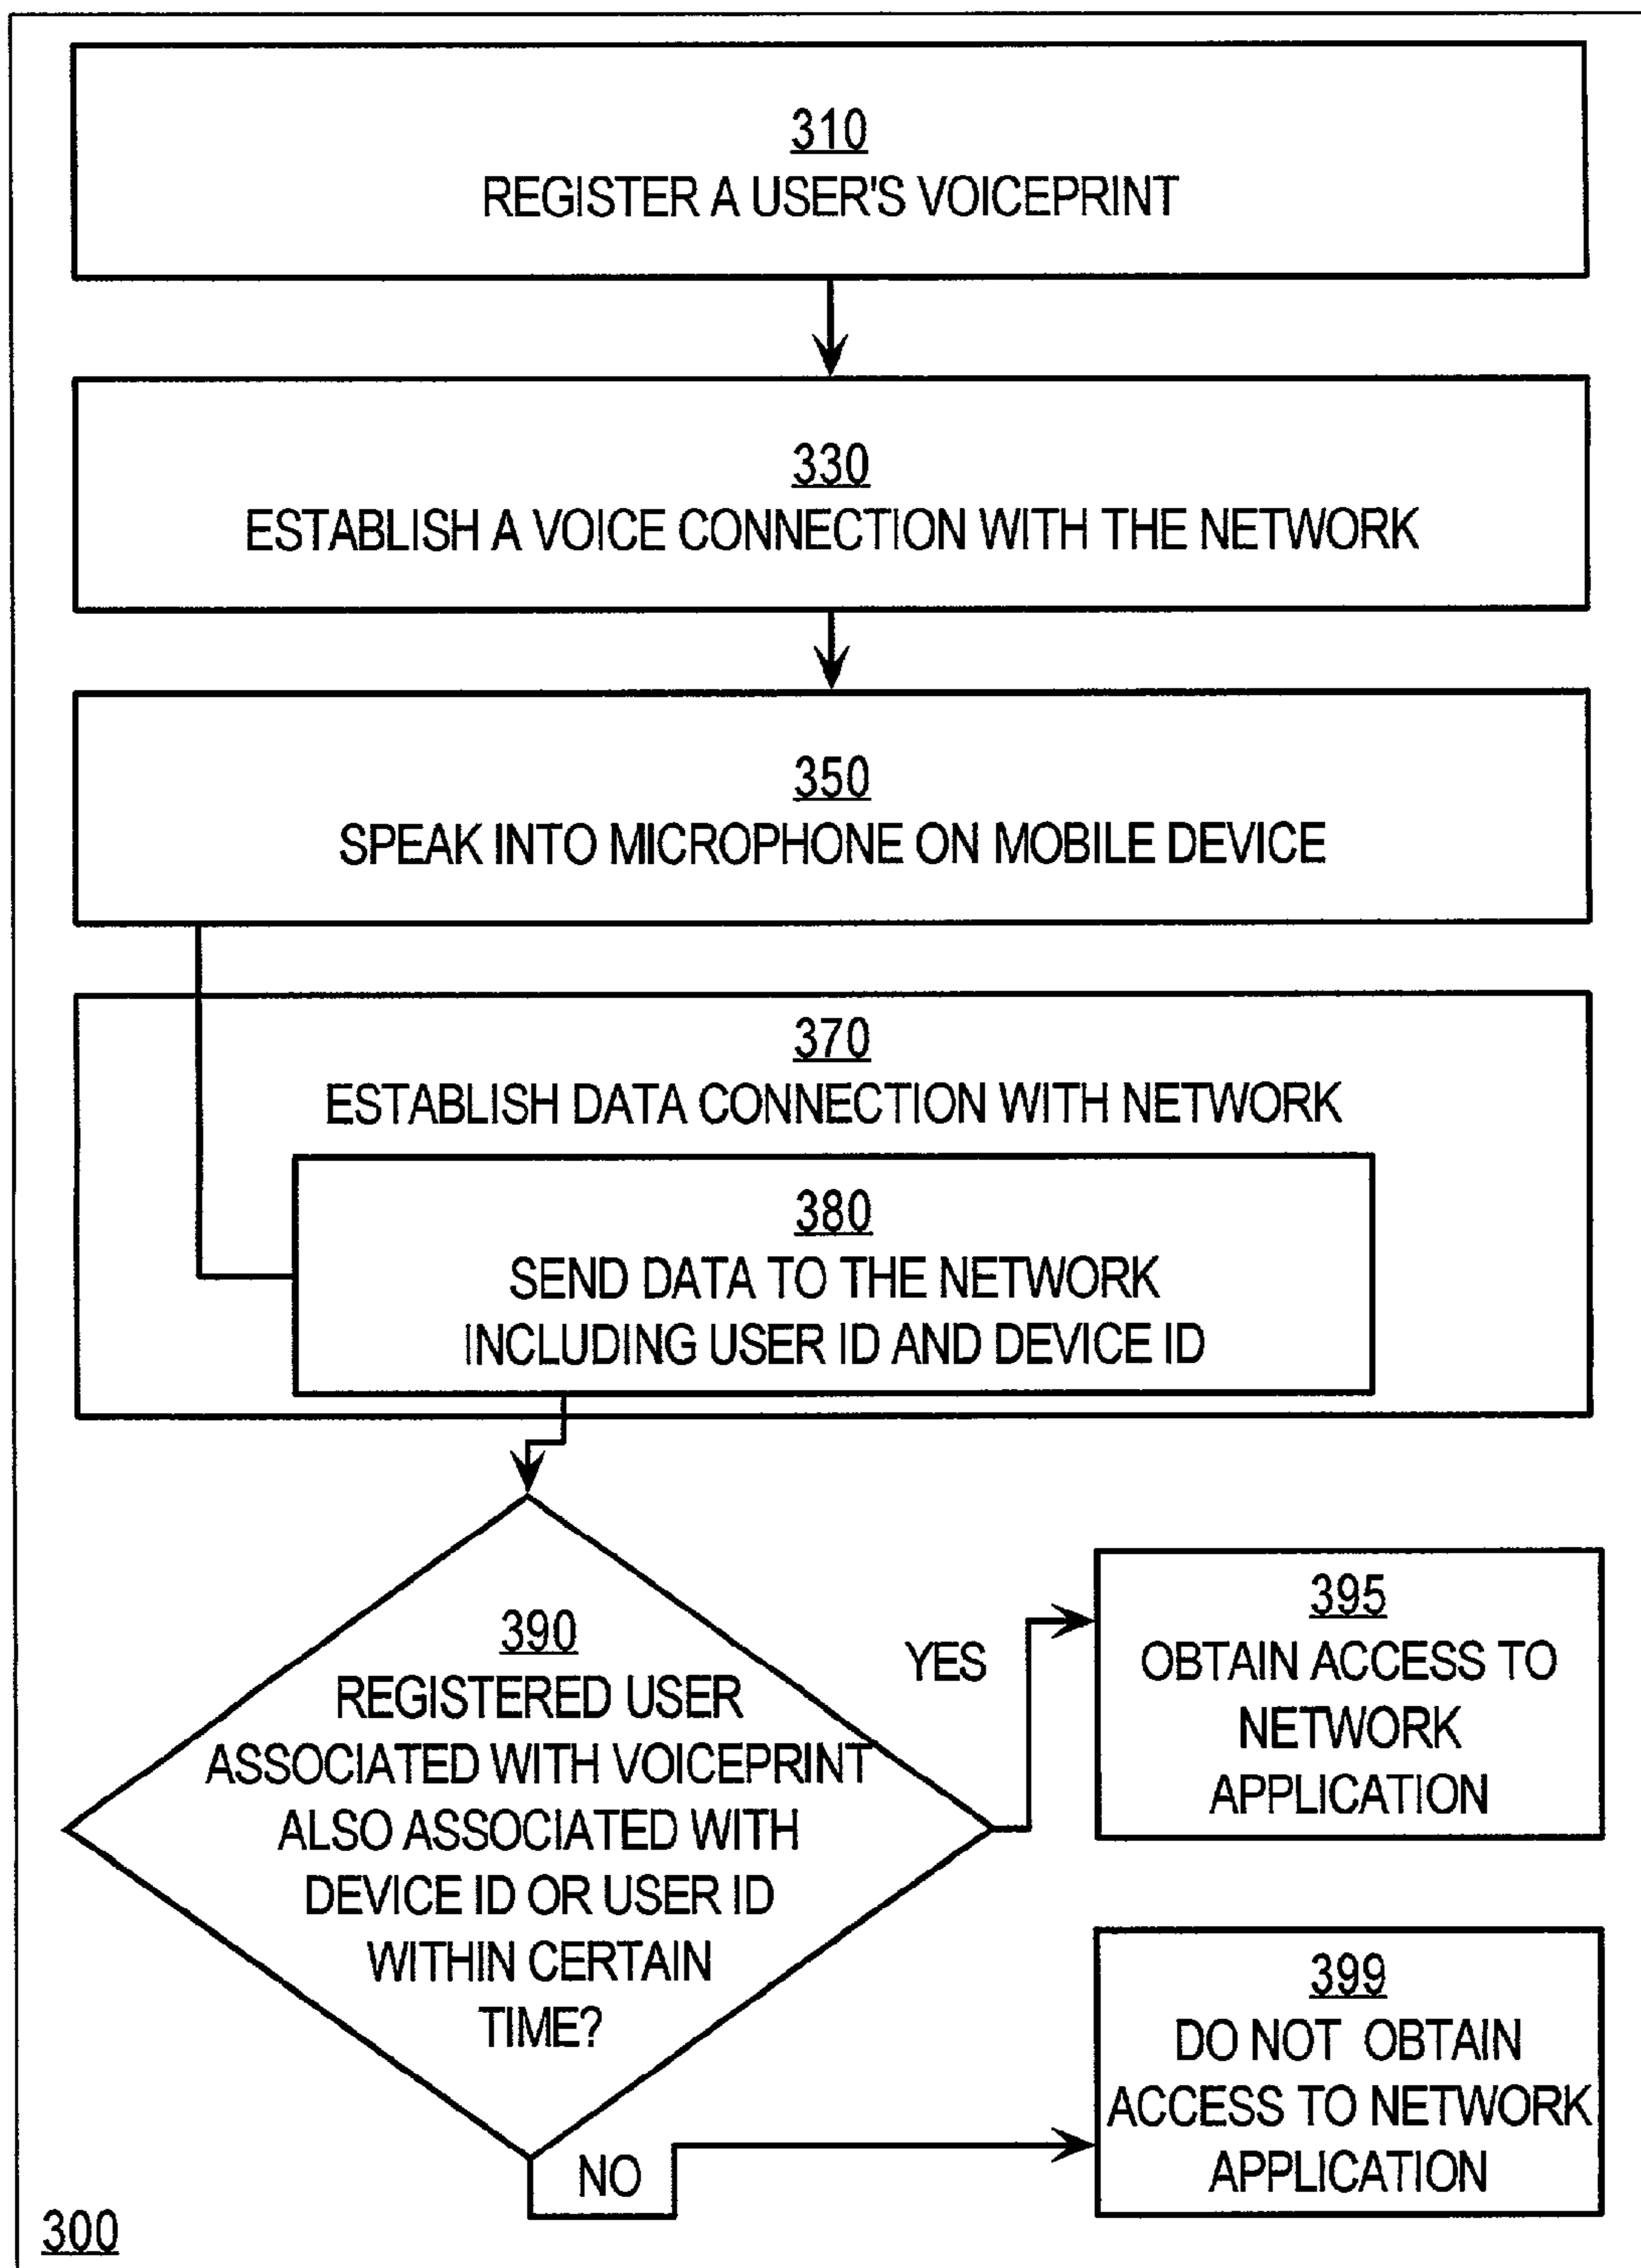 310
REGISTER A USER'S VOICEPRINT
330
ESTABLISH A VOICE CONNECTION WITH THE NETWORK
350
SPEAK INTO MICROPHONE ON MOBILE DEVICE
370
ESTABLISH DATA CONNECTION WITH NETWORK
380
SEND DATA TO THE NETWORK
INCLUDING USER ID AND DEVICE ID
390
REGISTERED USER
ASSOCIATED WITH VOICEPRINT
ALSO ASSOCIATED WITH
DEVICE ID OR USER ID
WITHIN CERTAIN
TIME?
YES
395
OBTAIN ACCESS TO
NETWORK
APPLICATION
NO
399
DO NOT OBTAIN
ACCESS TO NETWORK
APPLICATION
300